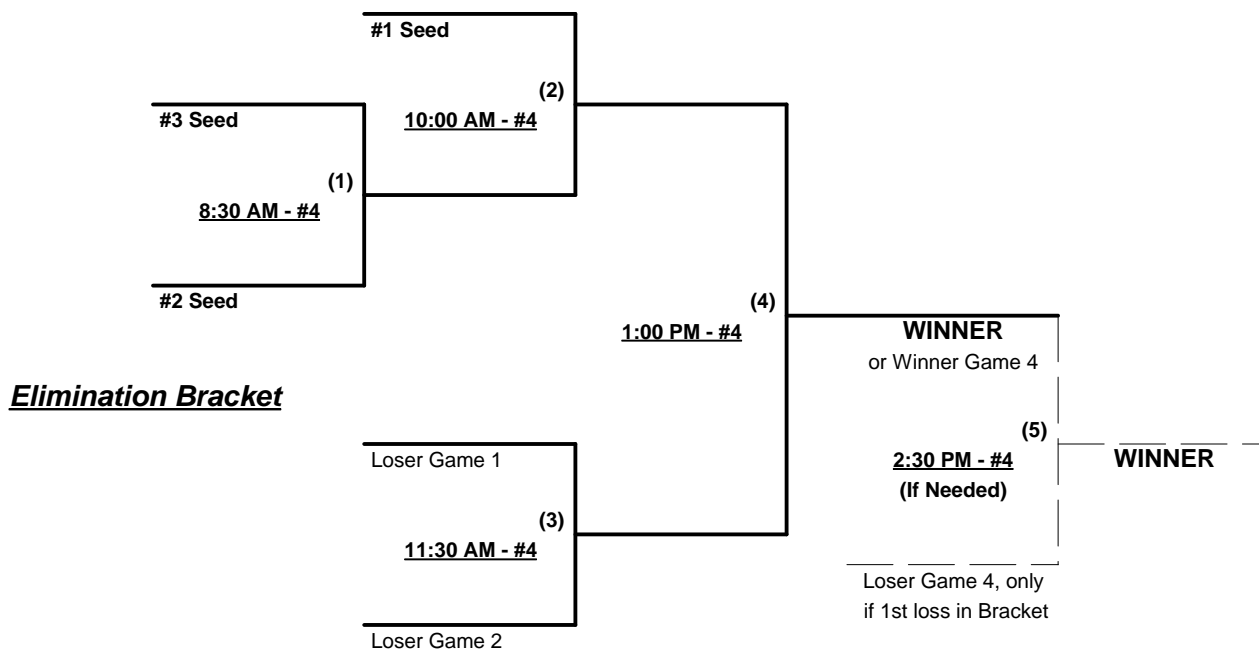 #1 Seed
(2)
#3 Seed
10:00 AM - #4
(1)
8:30 AM - #4
#2 Seed
(4)
1:00 PM - #4
WINNER
or Winner Game 4
Elimination Bracket
(5)
Loser Game 1
2:30 PM - #4
WINNER
(If Needed)
(3)
11:30 AM - #4
Loser Game 4, only
if 1st loss in Bracket
Loser Game 2